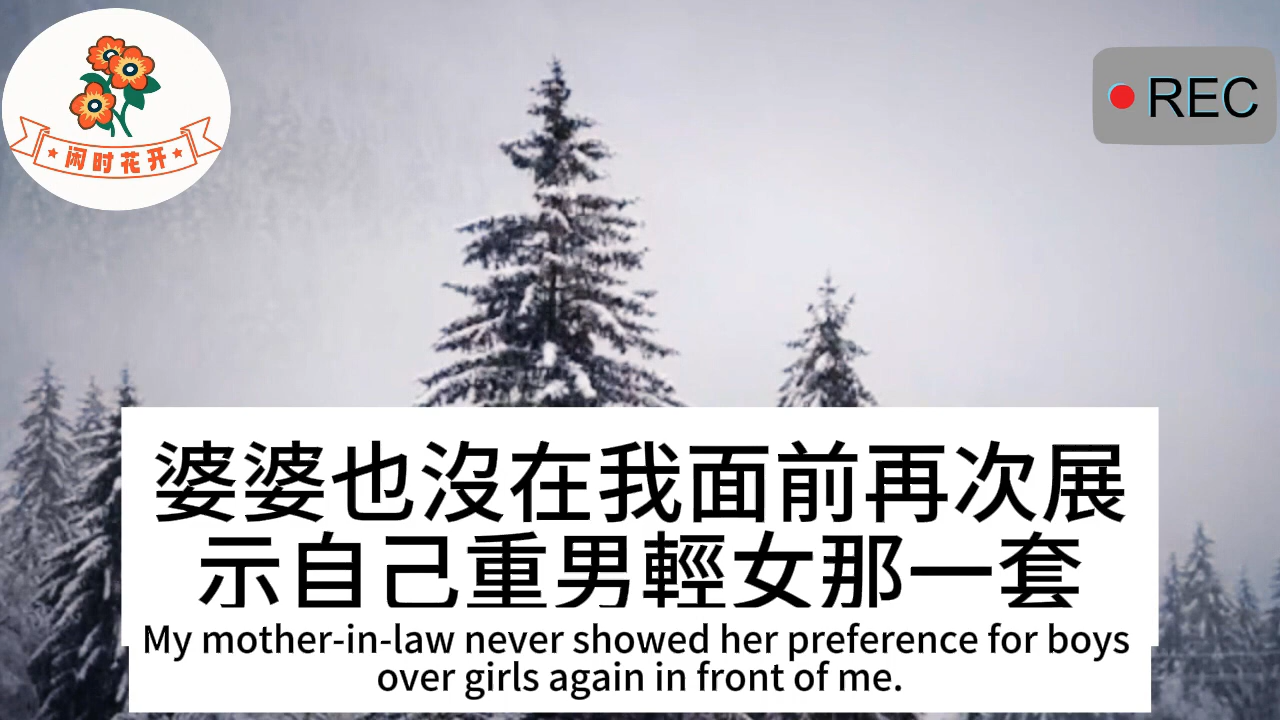 闲时花开
REC
婆婆也沒在我面前再次展
示自己重男輕女那一套
My mother-in-law never showed her preference for boys
over girls again in front of me.